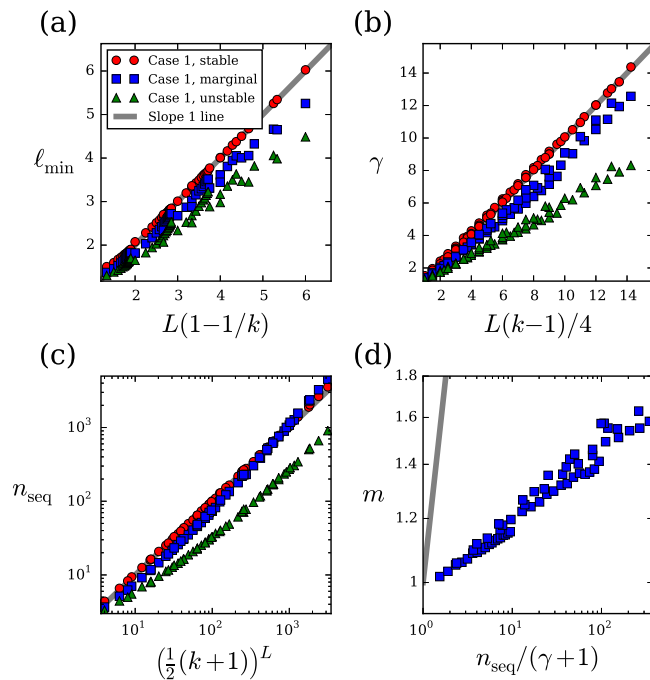 (a)
(b)
Case 1, stable
Case 1, marginal
Case 1, unstable
Slope 1 line
6
5
4
3
2
ℓmin
2 3 4 5 6
L(1−1/k)
14
12
10
8
6
4
2
γ
2 4 6 8 10 12 14
L(k−1)/4
(c)
(d)
10³
10²
10¹
nseq
10¹ 10² 10³
(½(k+1))^L
1.8
1.6
1.4
1.2
1
m
10⁰ 10¹ 10²
nseq/(γ+1)